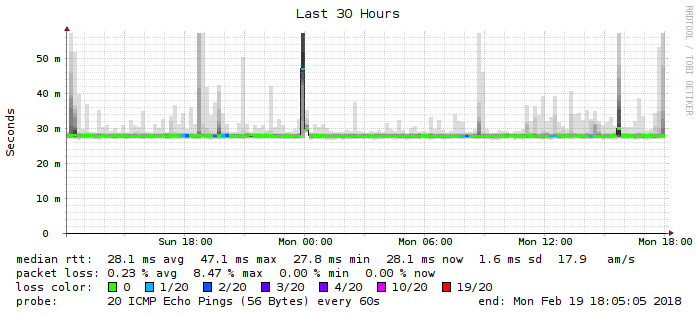 Last 30 Hours
RRDTOOL / TOBI OETIKER
Seconds
50 m
40 m
30 m
20 m
10 m
0
Sun 18:00 Mon 00:00 Mon 06:00 Mon 12:00 Mon 18:00
median rtt: 28.1 ms avg 47.1 ms max 27.8 ms min 28.1 ms now 1.6 ms sd 17.9 am/s
packet loss: 0.23 % avg 8.47 % max 0.00 % min 0.00 % now
loss color: 0 1/20 2/20 3/20 4/20 10/20 19/20
probe: 20 ICMP Echo Pings (56 Bytes) every 60s end: Mon Feb 19 18:05:05 2018